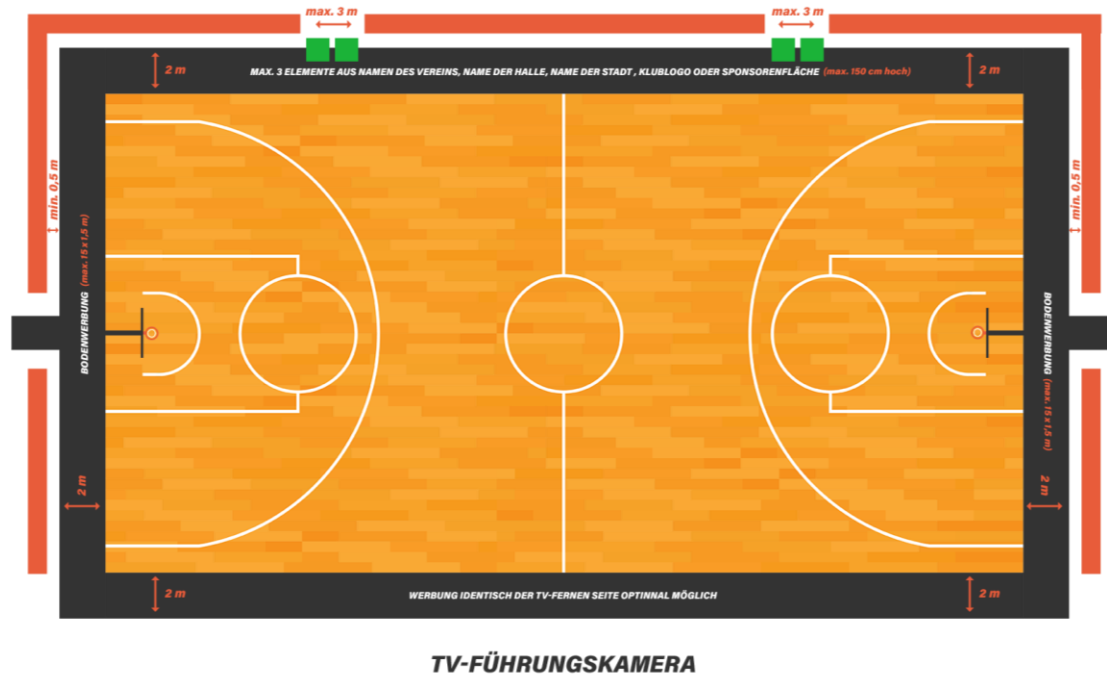 max. 3 m
max. 3 m
2 m
MAX. 3 ELEMENTE AUS NAMEN DES VEREINS, NAME DER HALLE, NAME DER STADT , KLUBLOGO ODER SPONSORENFLÄCHE (max. 150 cm hoch)
2 m
min. 0,5 m
min. 0,5 m
BODENWERBUNG (max. 15 x 1,5 m)
BODENWERBUNG (max. 15 x 1,5 m)
2 m
2 m
2 m
WERBUNG IDENTISCH DER TV-FERNEN SEITE OPTINNAL MÖGLICH
2 m
TV-FÜHRUNGSKAMERA